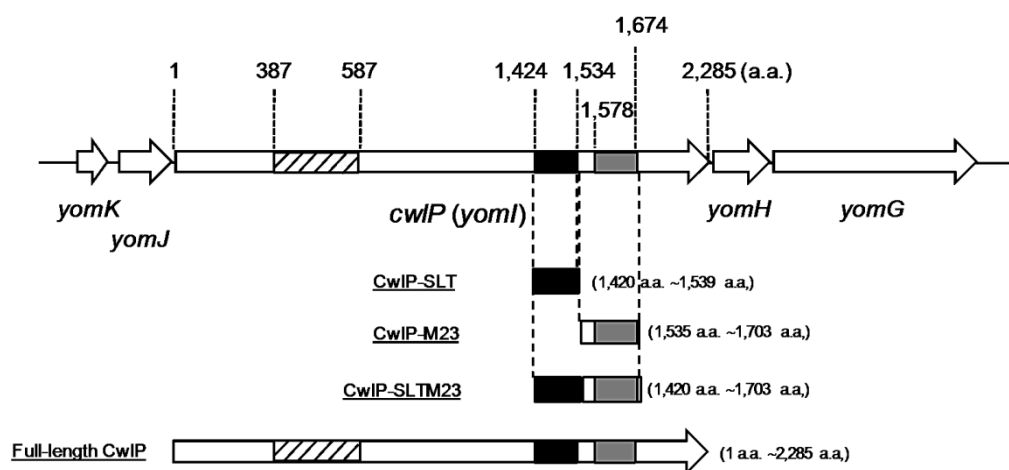 1,674
1 387 587 1,424 1,534 2,285 (a.a.)
1,578
yomK cwlP (yomI) yomH yomG
yomJ
CwlP-SLT (1,420 a.a. ~1,539 a.a,)
CwlP-M23 (1,535 a.a. ~1,703 a.a,)
CwlP-SLTM23 (1,420 a.a. ~1,703 a.a,)
Full-length CwlP (1 a.a. ~2,285 a.a,)